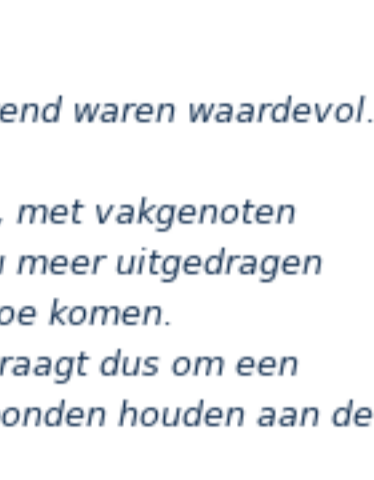 end waren waardevol.
, met vakgenoten
meer uitgedragen
oe komen.
raagt dus om een
onden houden aan de